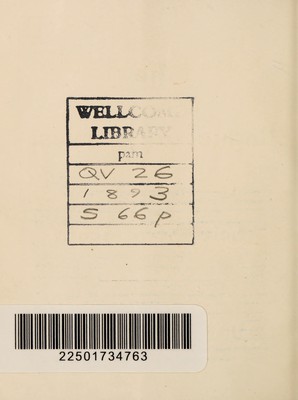 WELLCOME
LIBRARY
pam
QV 26
1893
S 66 p
22501734763